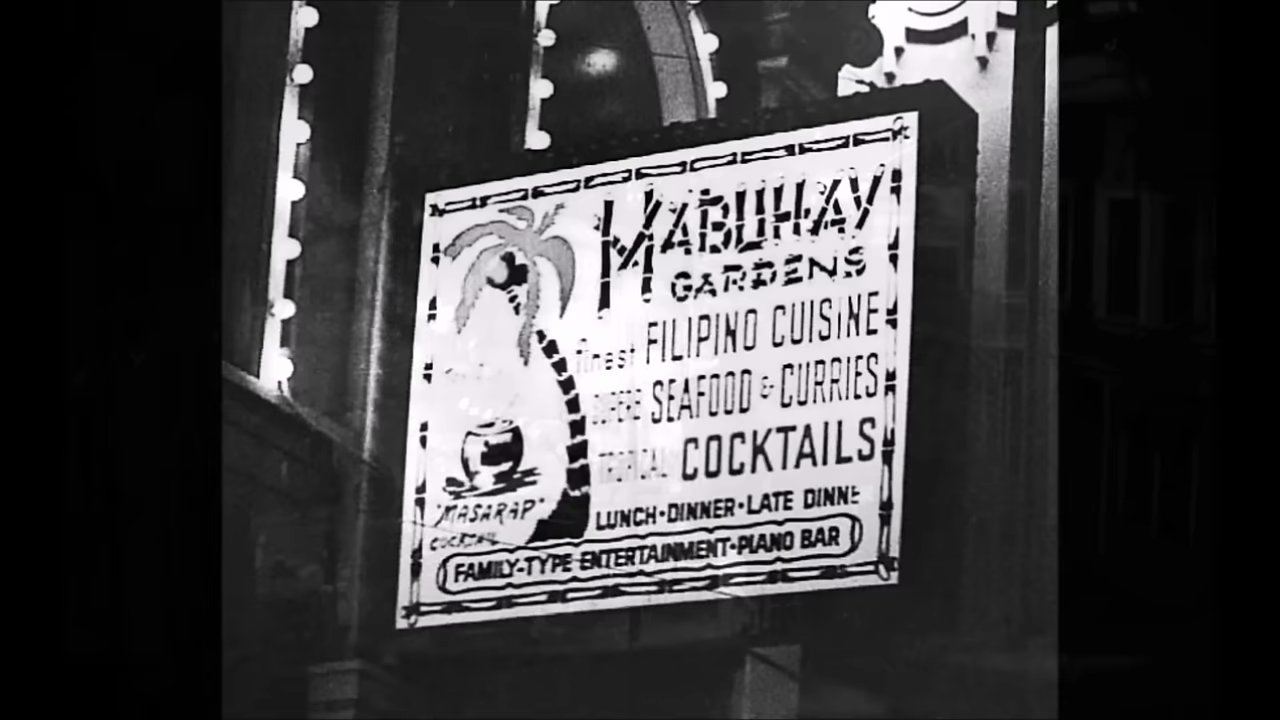 MABUHAY
GARDENS
finest FILIPINO CUISINE
SUPERB SEAFOOD & CURRIES
TROPICAL COCKTAILS
"MASARAP"
COCKTAIL
LUNCH•DINNER•LATE DINNE
FAMILY-TYPE ENTERTAINMENT•PIANO BAR